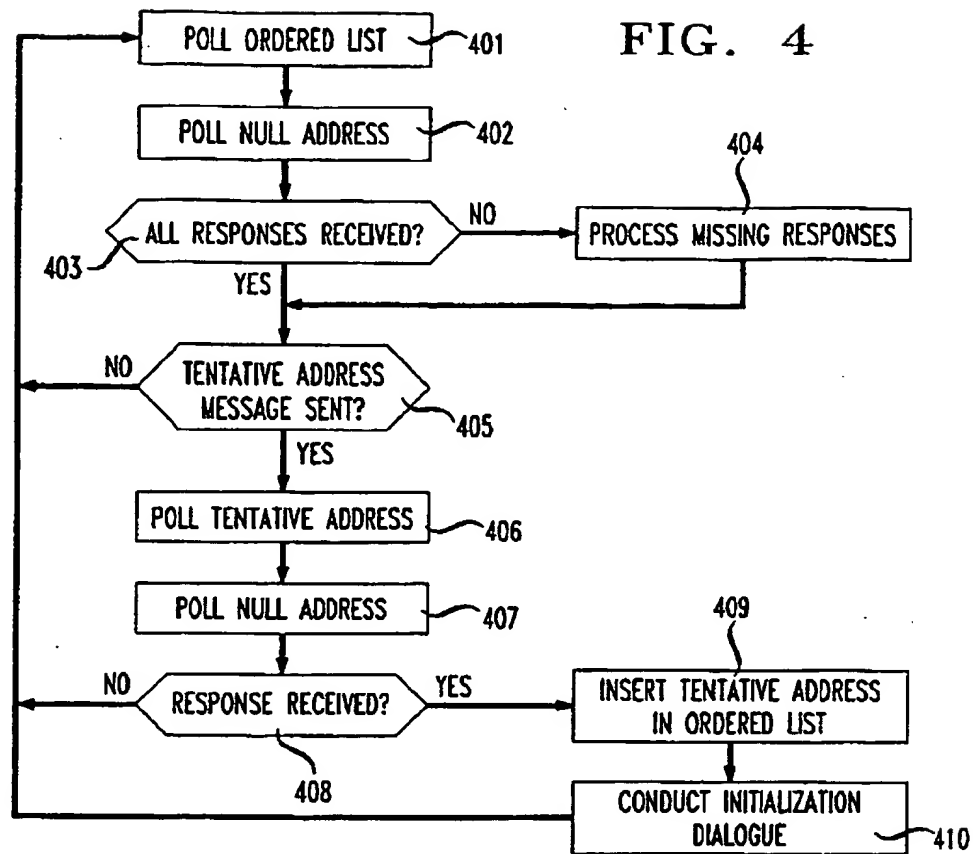 FIG. 4
POLL ORDERED LIST
401
POLL NULL ADDRESS
402
404
ALL RESPONSES RECEIVED?
403
NO
PROCESS MISSING RESPONSES
YES
NO
TENTATIVE ADDRESS
MESSAGE SENT?
405
YES
POLL TENTATIVE ADDRESS
406
POLL NULL ADDRESS
407
409
NO
RESPONSE RECEIVED?
YES
408
INSERT TENTATIVE ADDRESS
IN ORDERED LIST
CONDUCT INITIALIZATION
DIALOGUE
410